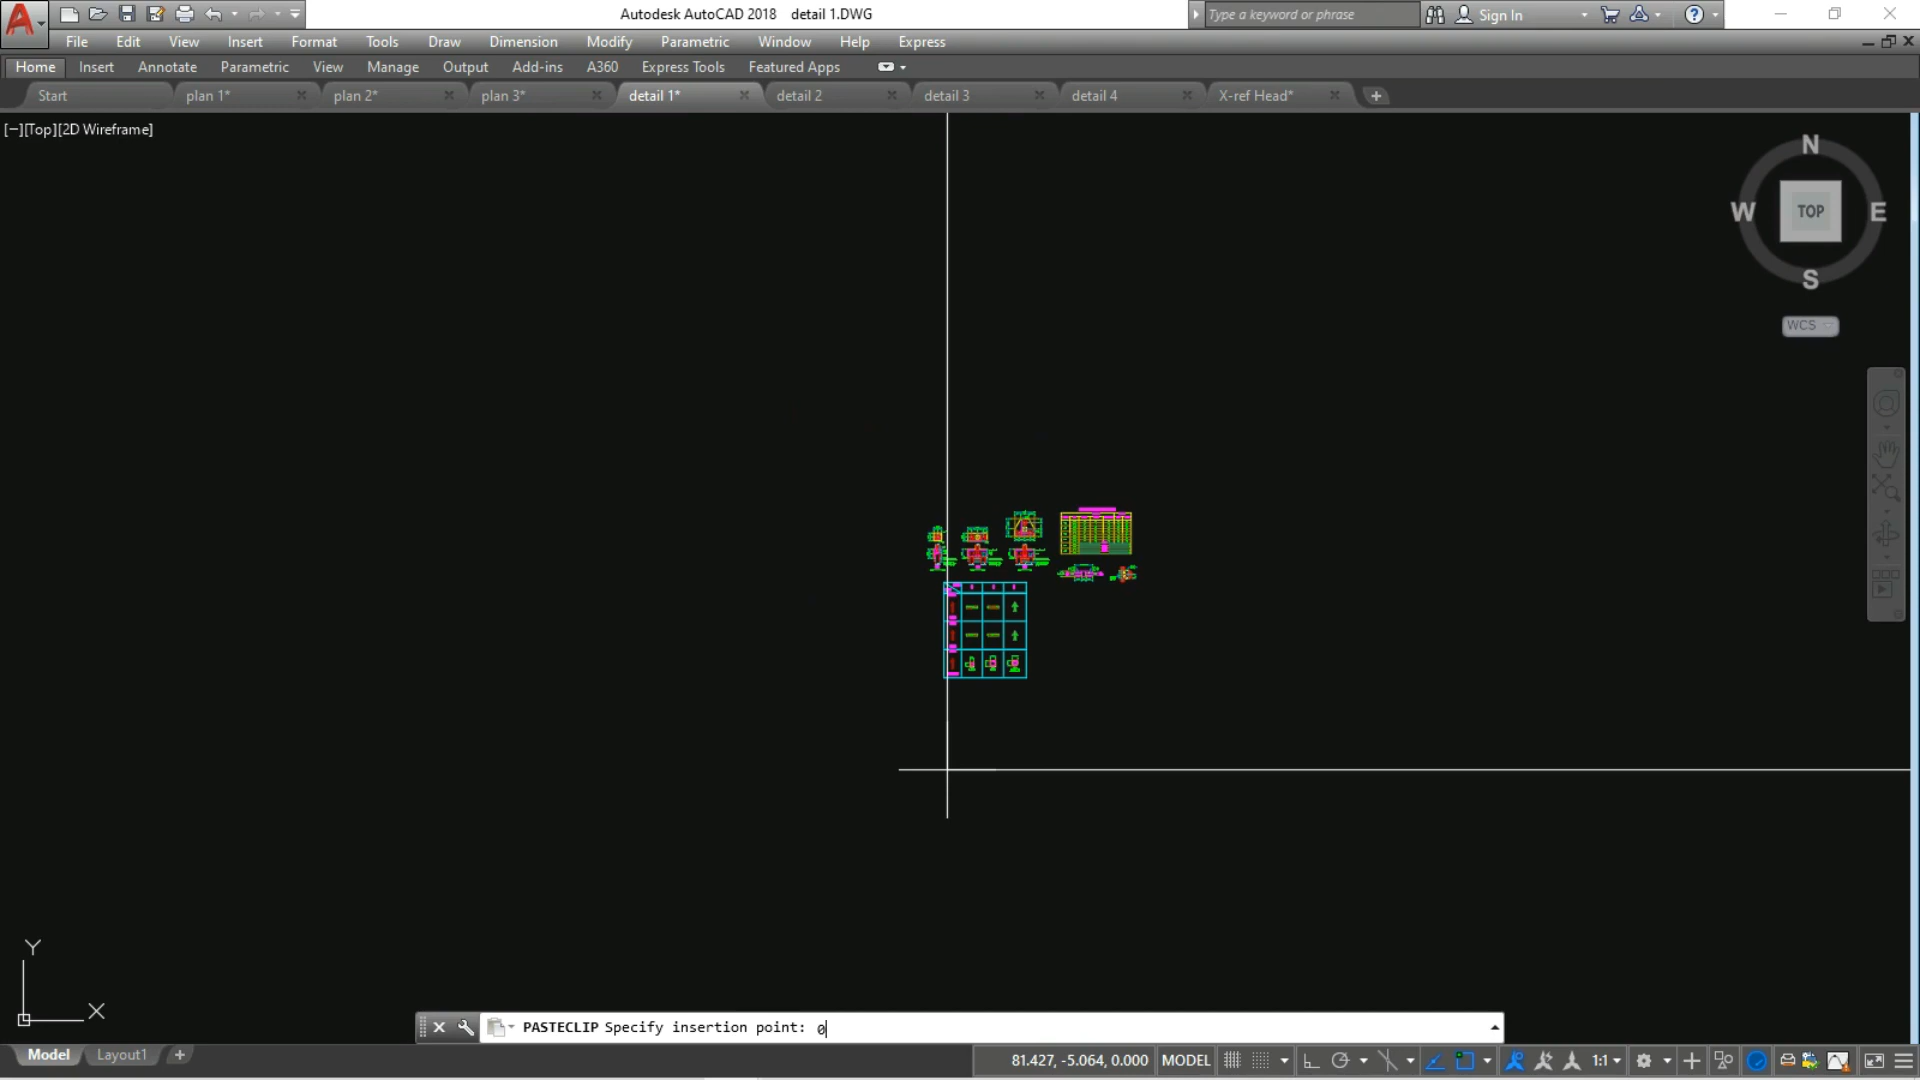 Autodesk AutoCAD 2018 detail 1.DWG
Type a keyword or phrase
Sign In
File Edit View Insert Format Tools Draw Dimension Modify Parametric Window Help Express
Home Insert Annotate Parametric View Manage Output Add-ins A360 Express Tools Featured Apps
Start plan 1* plan 2* plan 3* detail 1* detail 2 detail 3 detail 4 X-ref Head*
[−][Top][2D Wireframe]
N
W TOP E
S
WCS
Y
X
PASTECLIP Specify insertion point: 0
Model Layout1
81.427, -5.064, 0.000 MODEL 1:1